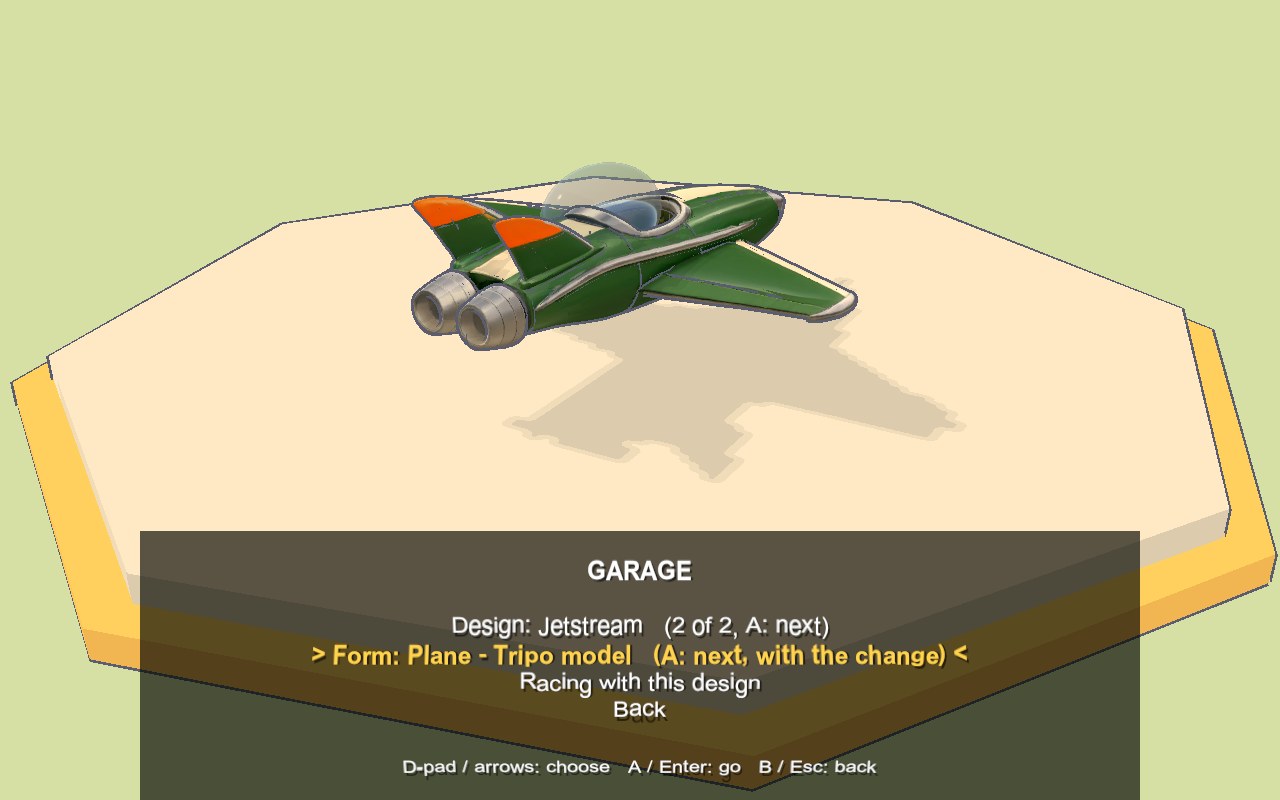 GARAGE
Design: Jetstream (2 of 2, A: next)
> Form: Plane - Tripo model (A: next, with the change) <
Racing with this design
Back
D-pad / arrows: choose A / Enter: go B / Esc: back